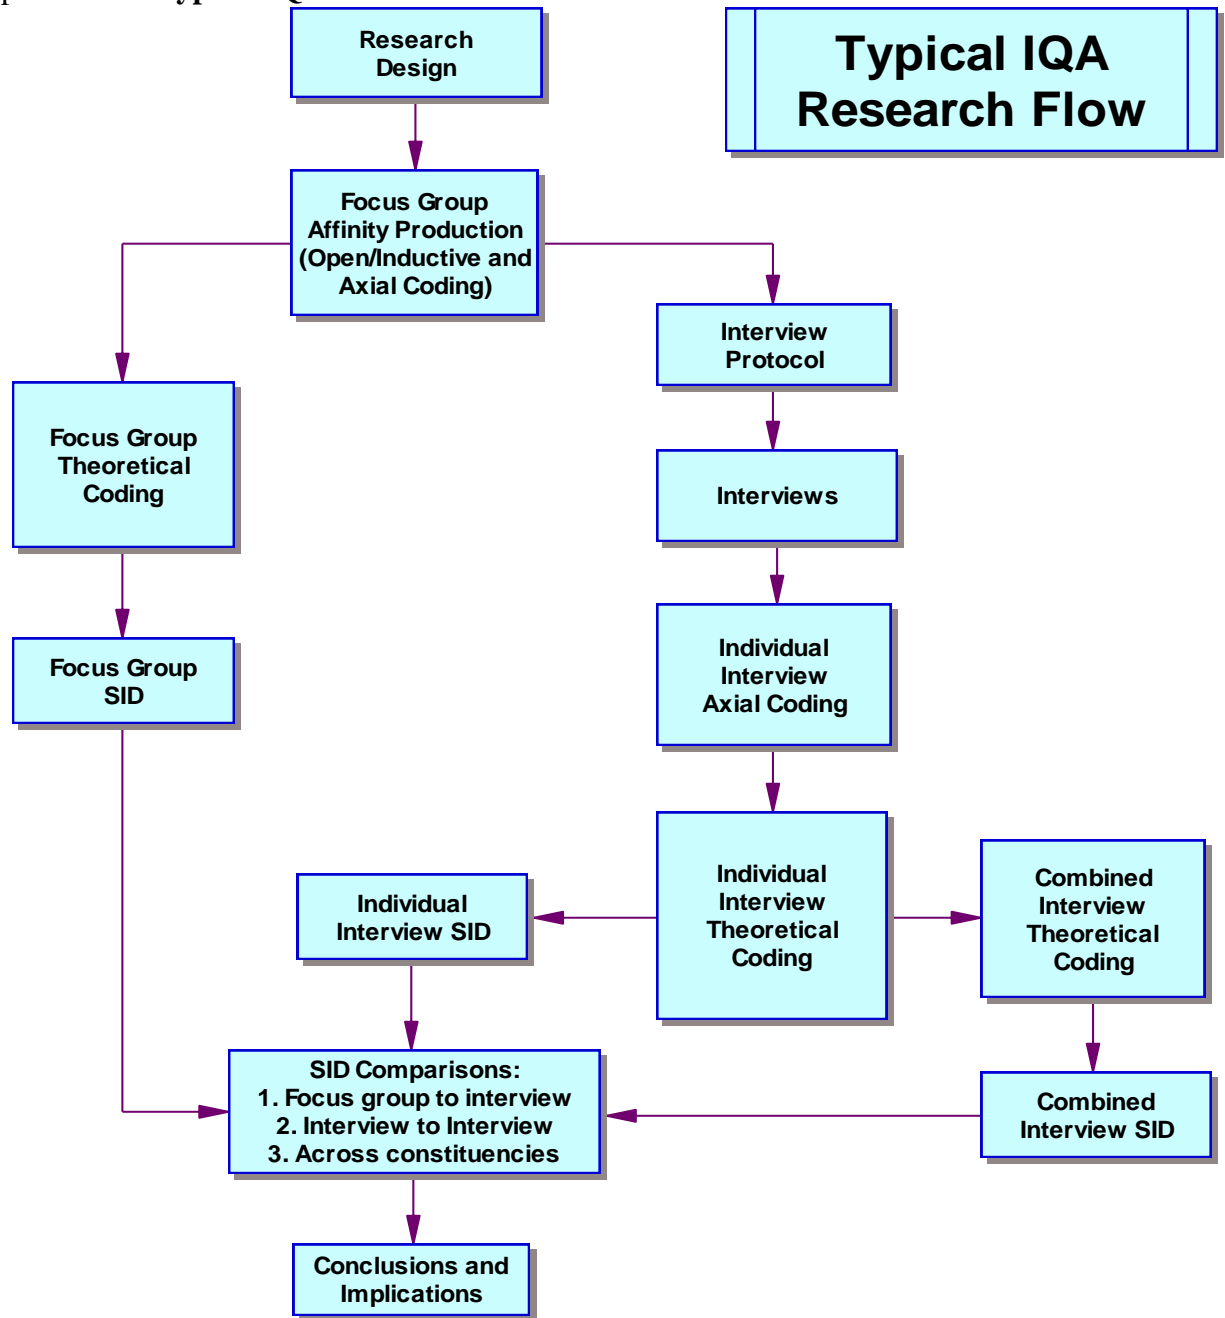 Research
Design
Typical IQA
Research Flow
Focus Group
Affinity Production
(Open/Inductive and
Axial Coding)
Interview
Protocol
Focus Group
Theoretical
Coding
Interviews
Individual
Interview
Axial Coding
Focus Group
SID
Individual
Interview
Theoretical
Coding
Combined
Interview
Theoretical
Coding
Individual
Interview SID
SID Comparisons:
1. Focus group to interview
2. Interview to Interview
3. Across constituencies
Combined
Interview SID
Conclusions and
Implications